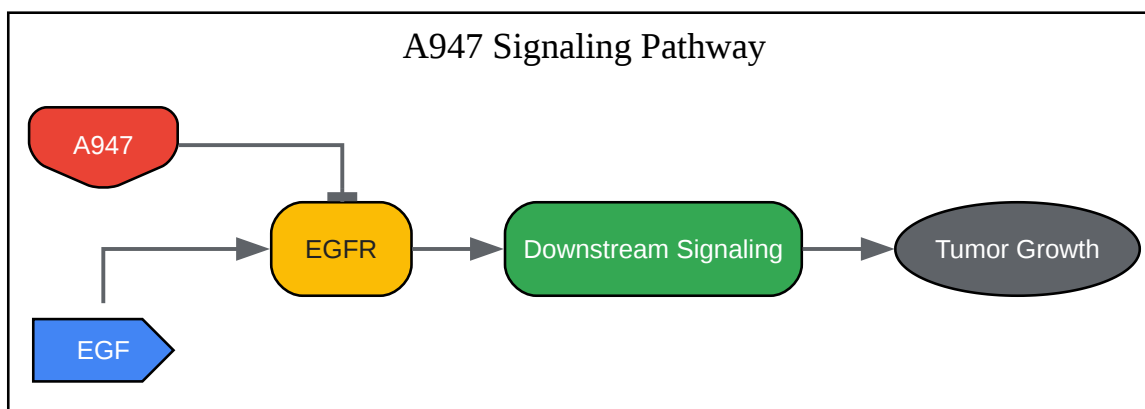 A947 Signaling Pathway
A947
EGFR
Downstream Signaling
Tumor Growth
EGF